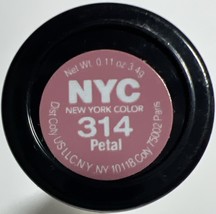 Net Wt. 0.11 oz 3.4g
NYC
NEW YORK COLOR
314
Petal
Dist. Coty US LLC N.Y., NY 10118. Coty 75002 Paris